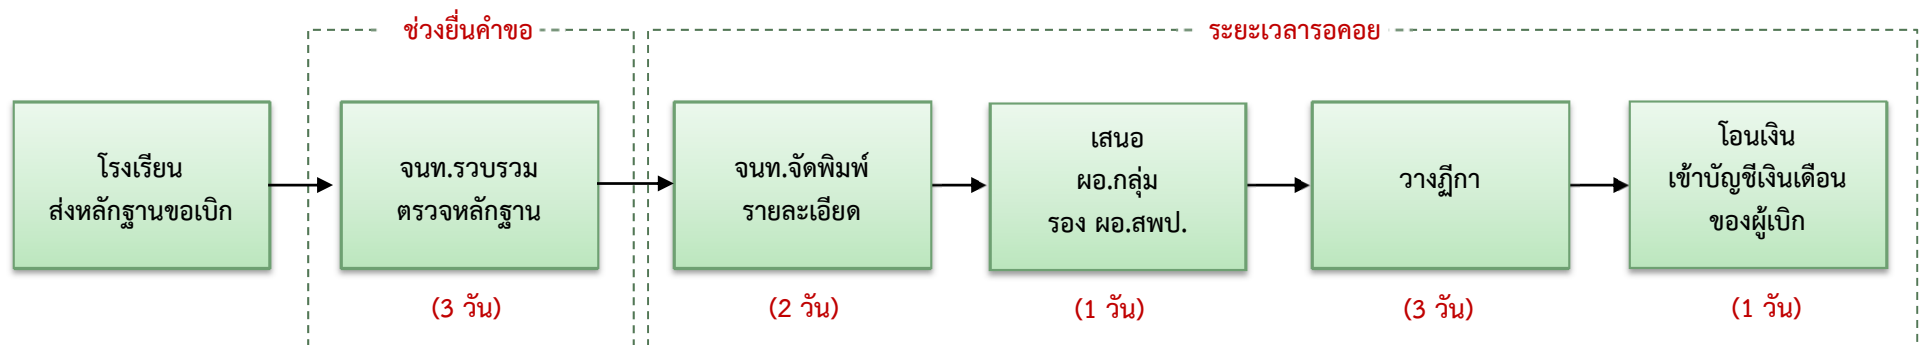 ช่วงยื่นคำขอ
ระยะเวลารอคอย
โรงเรียน
ส่งหลักฐานขอเบิก
จนท.รวบรวม
ตรวจหลักฐาน
(3 วัน)
จนท.จัดพิมพ์
รายละเอียด
(2 วัน)
เสนอ
ผอ.กลุ่ม
รอง ผอ.สพป.
(1 วัน)
วางฎีกา
(3 วัน)
โอนเงิน
เข้าบัญชีเงินเดือน
ของผู้เบิก
(1 วัน)